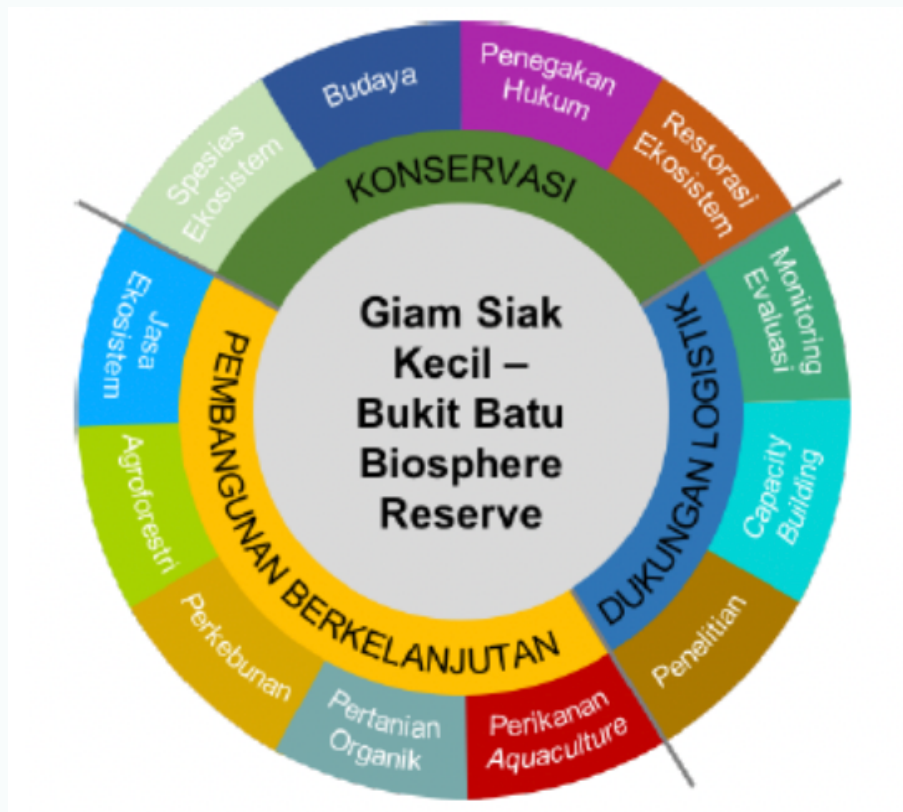 Giam Siak
Kecil –
Bukit Batu
Biosphere
Reserve
KONSERVASI
Spesies
Ekosistem
Budaya
Penegakan
Hukum
Restorasi
Ekosistem
DUKUNGAN LOGISTIK
Monitoring
Evaluasi
Capacity
Building
Penelitian
PEMBANGUNAN BERKELANJUTAN
Jasa
Ekosistem
Agroforestri
Perkebunan
Pertanian
Organik
Perikanan
Aquaculture